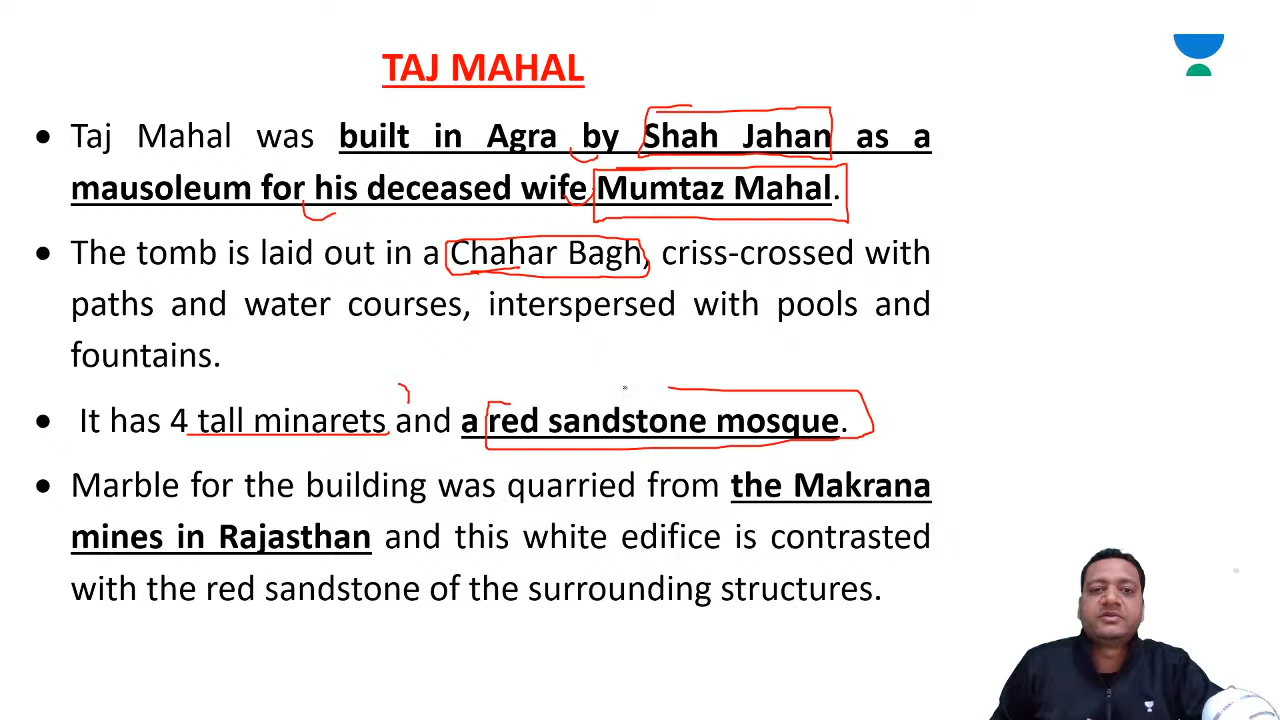 TAJ MAHAL
• Taj Mahal was built in Agra by Shah Jahan as a
mausoleum for his deceased wife Mumtaz Mahal.
• The tomb is laid out in a Chahar Bagh, criss-crossed with
paths and water courses, interspersed with pools and
fountains.
• It has 4 tall minarets and a red sandstone mosque.
• Marble for the building was quarried from the Makrana
mines in Rajasthan and this white edifice is contrasted
with the red sandstone of the surrounding structures.